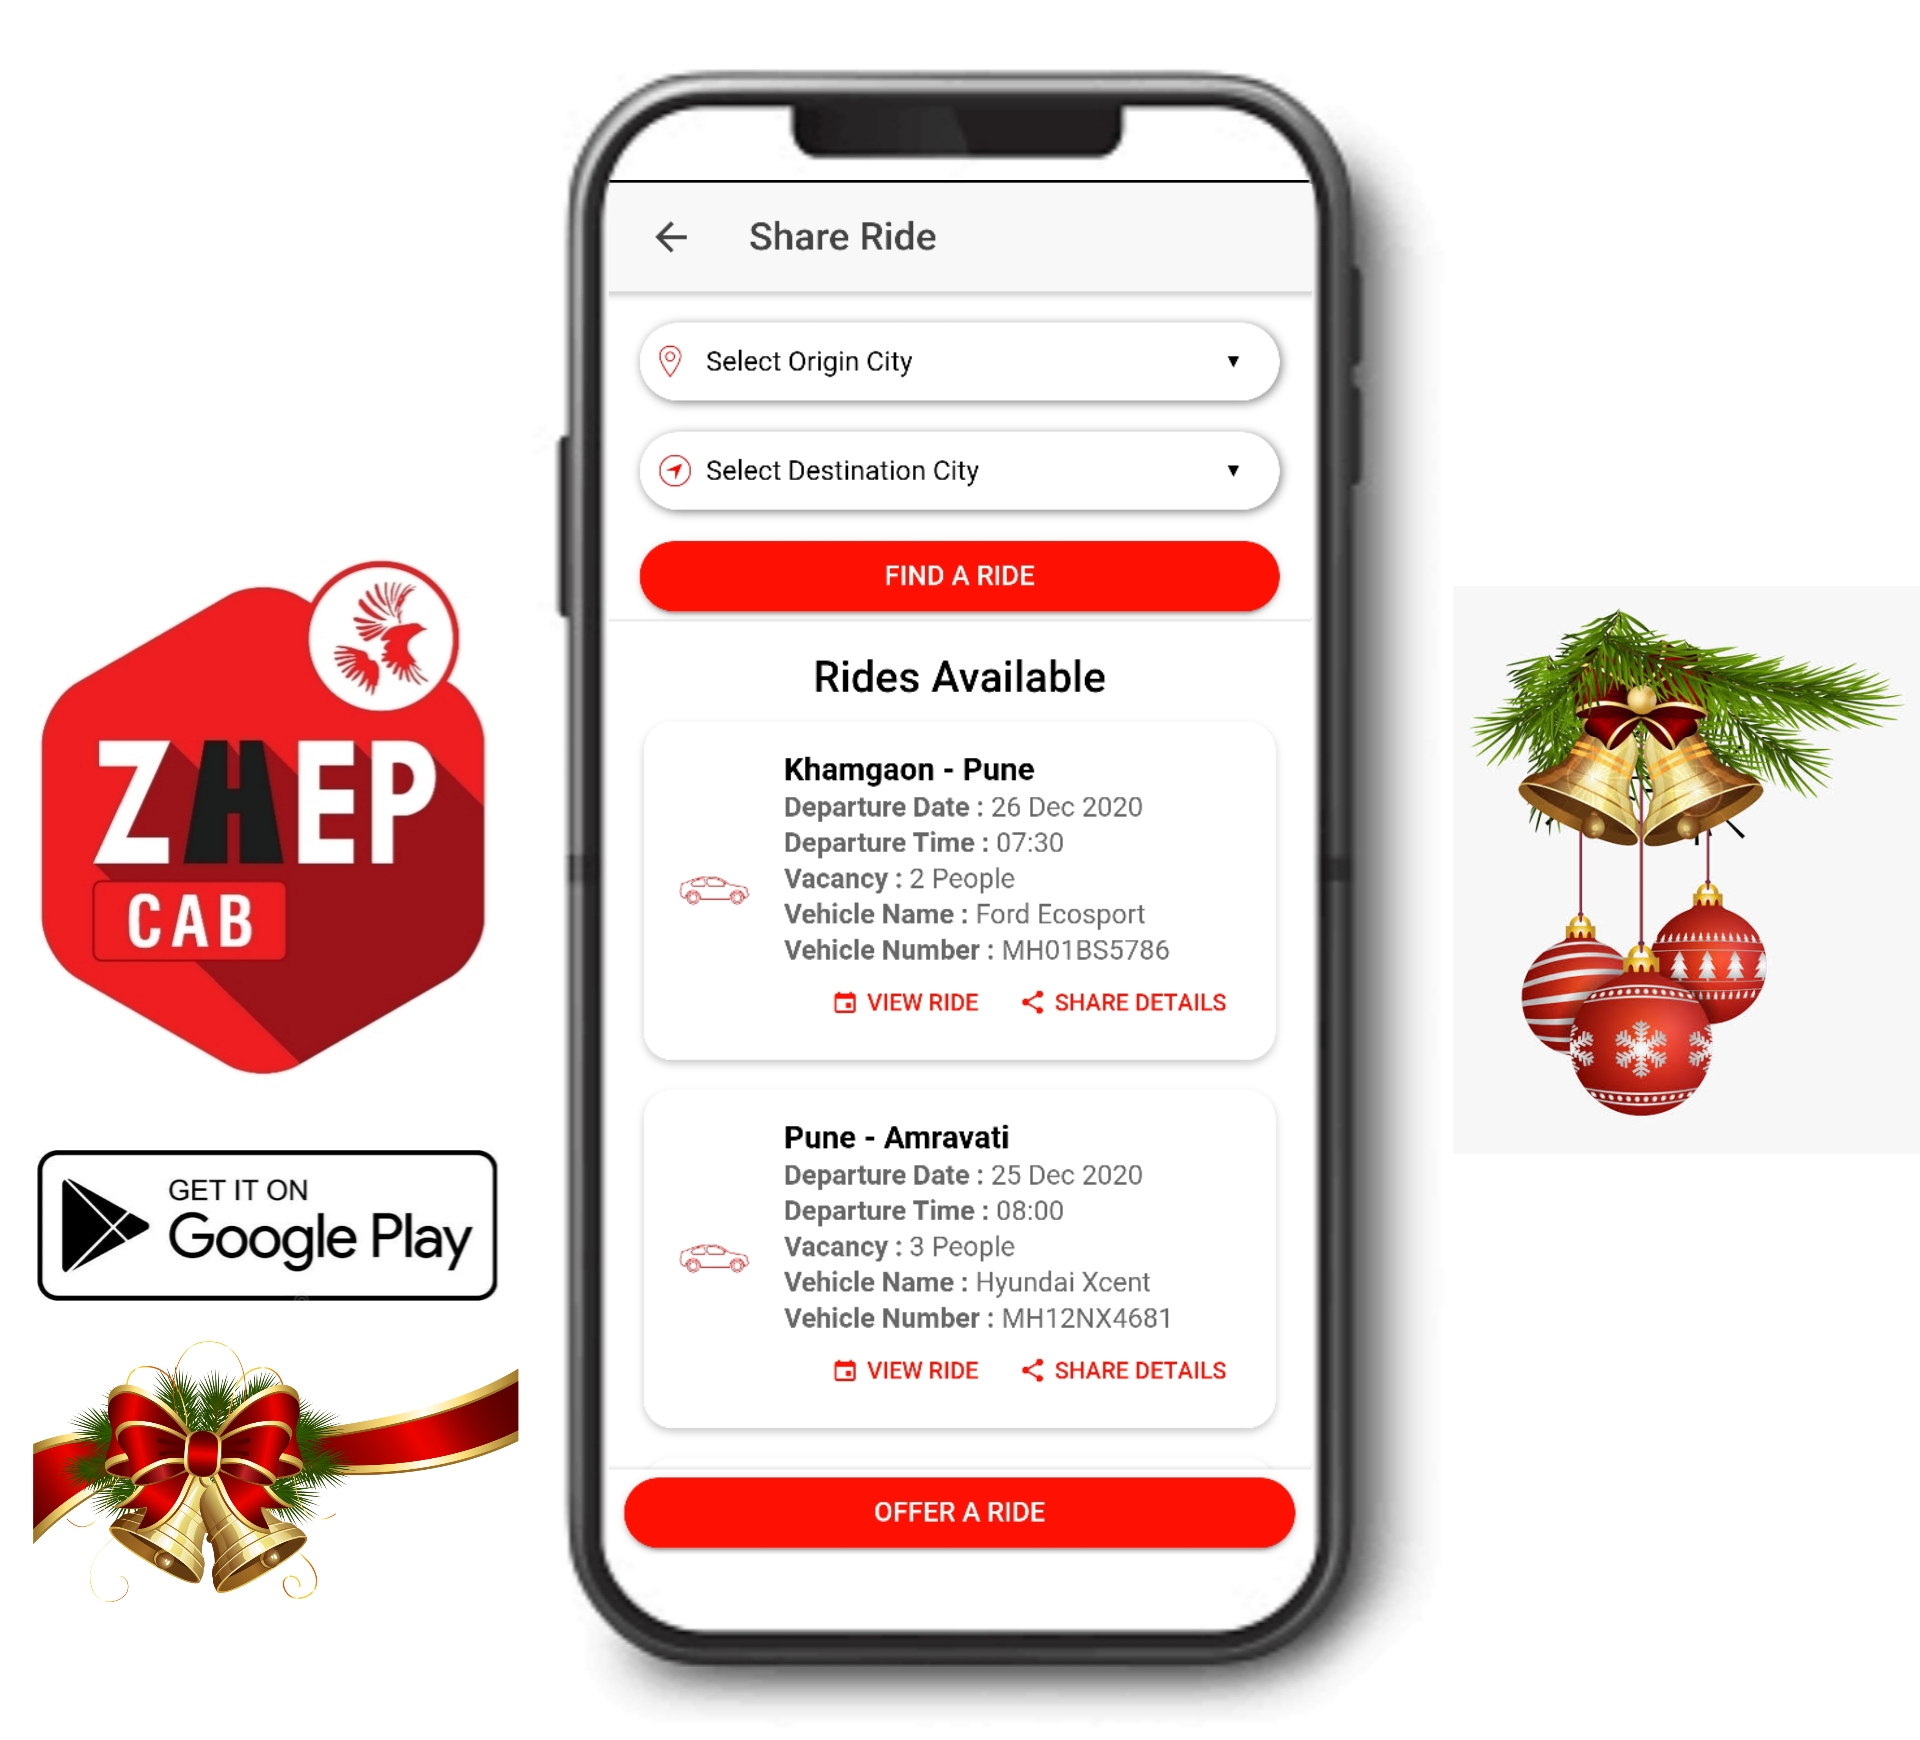 Share Ride
Select Origin City
Select Destination City
FIND A RIDE
Rides Available
Khamgaon - Pune
Departure Date : 26 Dec 2020
Departure Time : 07:30
Vacancy : 2 People
Vehicle Name : Ford Ecosport
Vehicle Number : MH01BS5786
VIEW RIDE SHARE DETAILS
Pune - Amravati
Departure Date : 25 Dec 2020
Departure Time : 08:00
Vacancy : 3 People
Vehicle Name : Hyundai Xcent
Vehicle Number : MH12NX4681
VIEW RIDE SHARE DETAILS
OFFER A RIDE
ZHEP
CAB
GET IT ON
Google Play